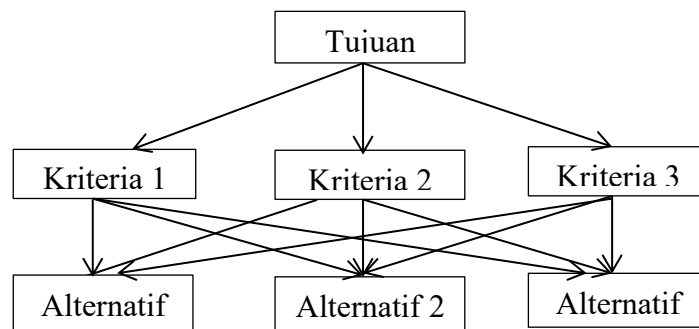 Tujuan
Kriteria 1
Kriteria 2
Kriteria 3
Alternatif
Alternatif 2
Alternatif